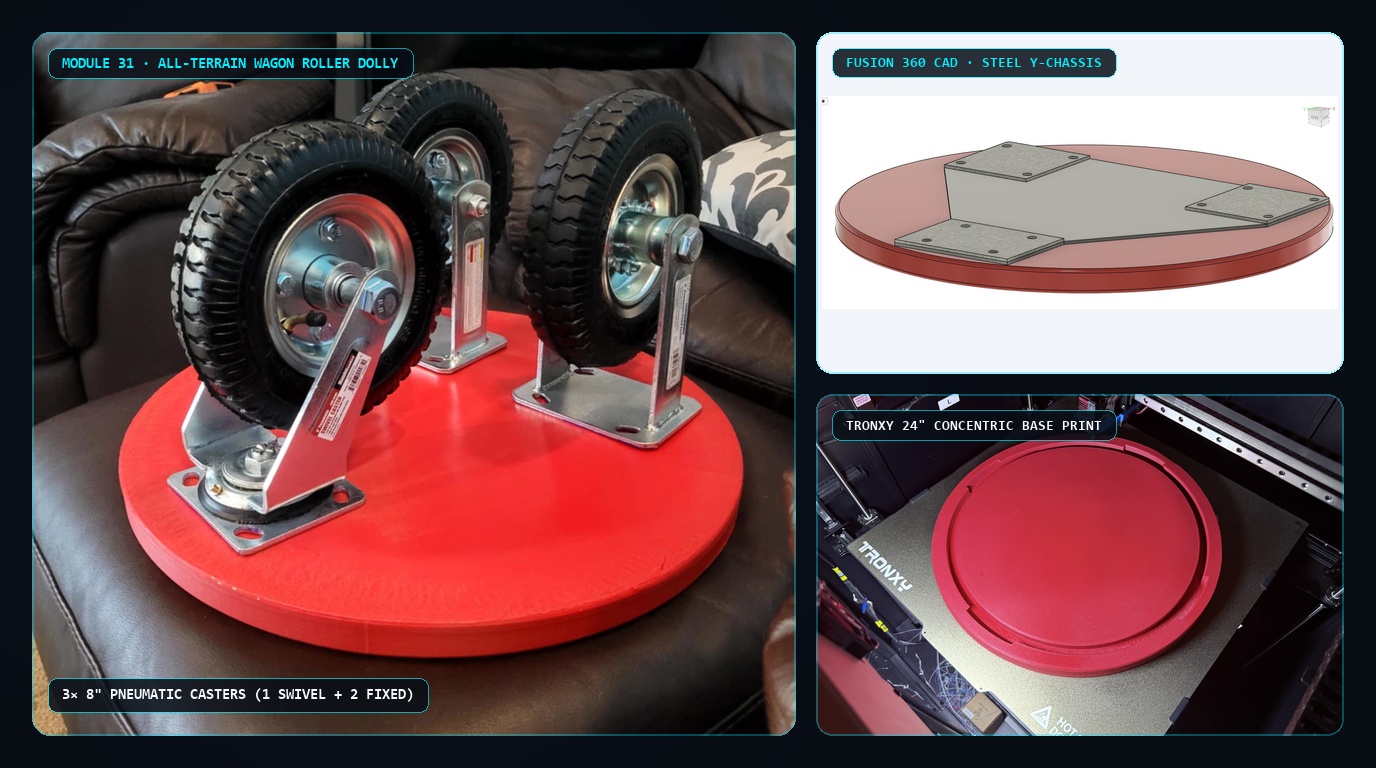 MODULE 31 · ALL-TERRAIN WAGON ROLLER DOLLY
3× 8" PNEUMATIC CASTERS (1 SWIVEL + 2 FIXED)
FUSION 360 CAD · STEEL Y-CHASSIS
TRONXY 24" CONCENTRIC BASE PRINT
TRONXY
HOT